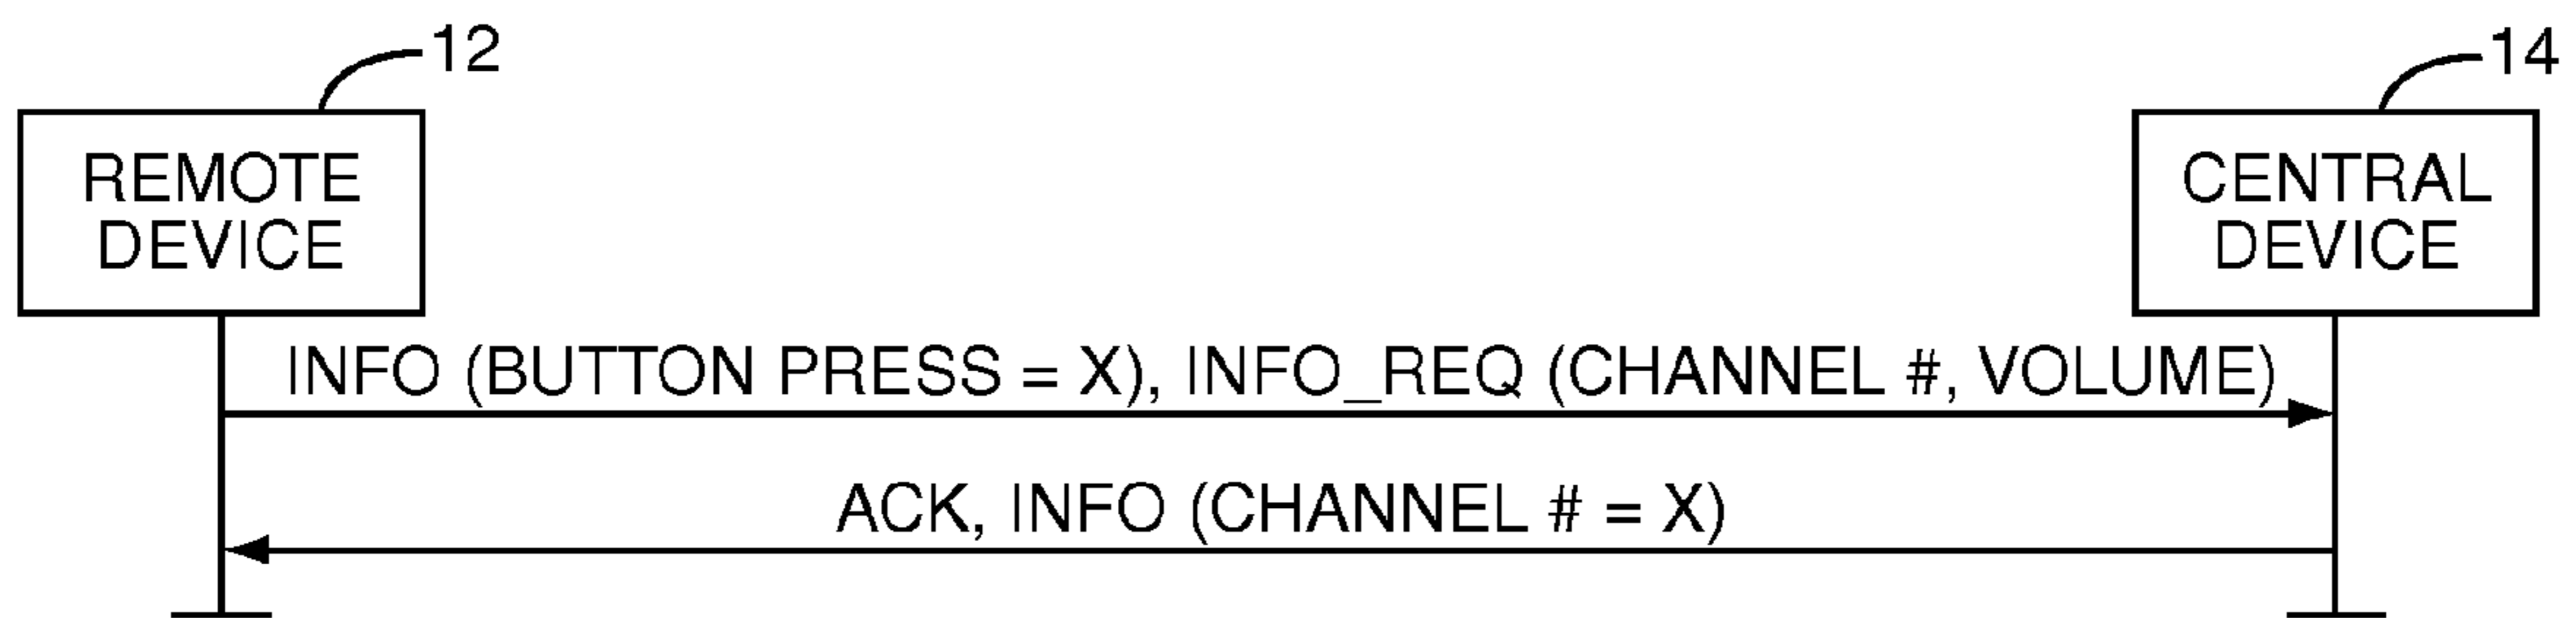 12
14
REMOTE
DEVICE
CENTRAL
DEVICE
INFO (BUTTON PRESS = X), INFO_REQ (CHANNEL #, VOLUME)
ACK, INFO (CHANNEL # = X)